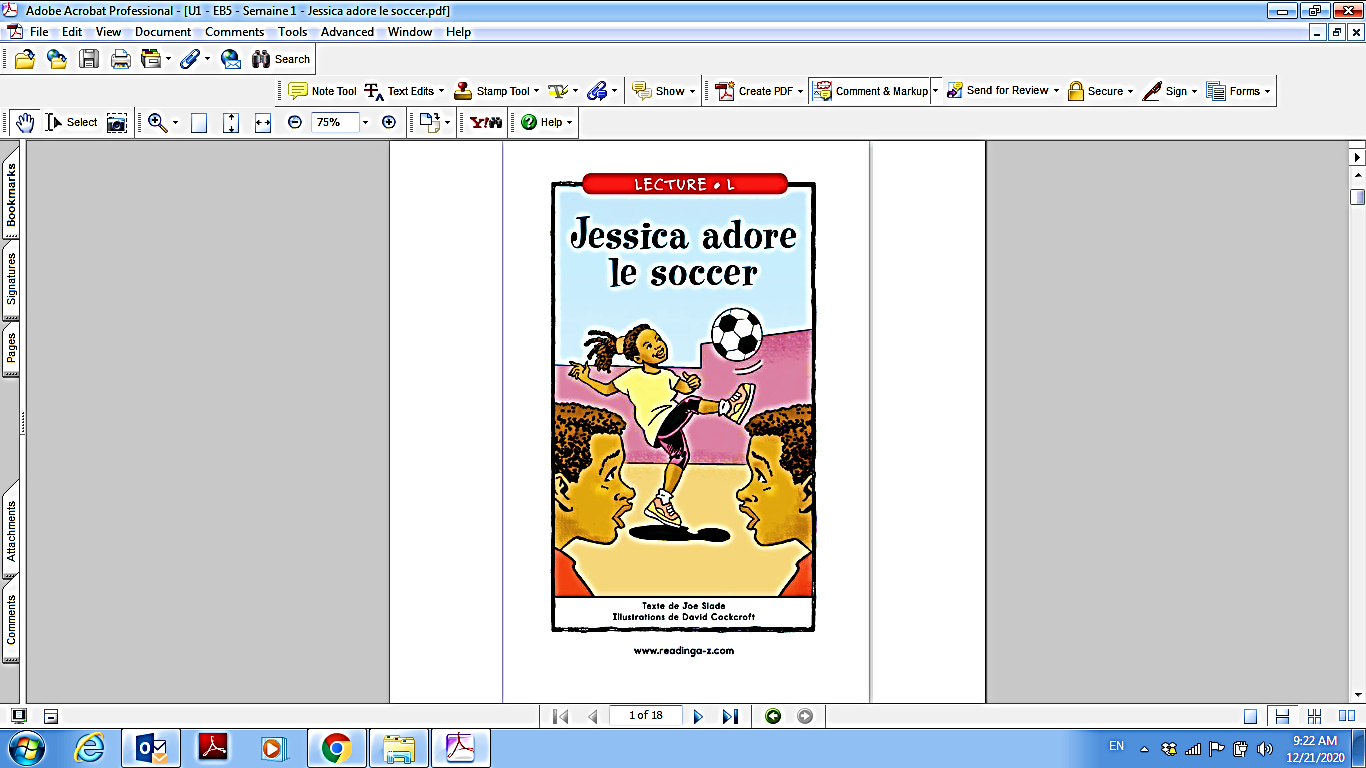 Adobe Acrobat Professional - [U1 - EB5 - Semaine 1 - Jessica adore le soccer.pdf]
File Edit View Document Comments Tools Advanced Window Help
Search
Note Tool Text Edits Stamp Tool Show Create PDF Comment & Markup Send for Review Secure Sign Forms
Select 75% Y! Help
Bookmarks
Signatures
Pages
Attachments
Comments
LECTURE • L
Jessica adore
le soccer
Texte de Joe Slade
Illustrations de David Cockcroft
www.readinga-z.com
1 of 18
EN
9:22 AM
12/21/2020